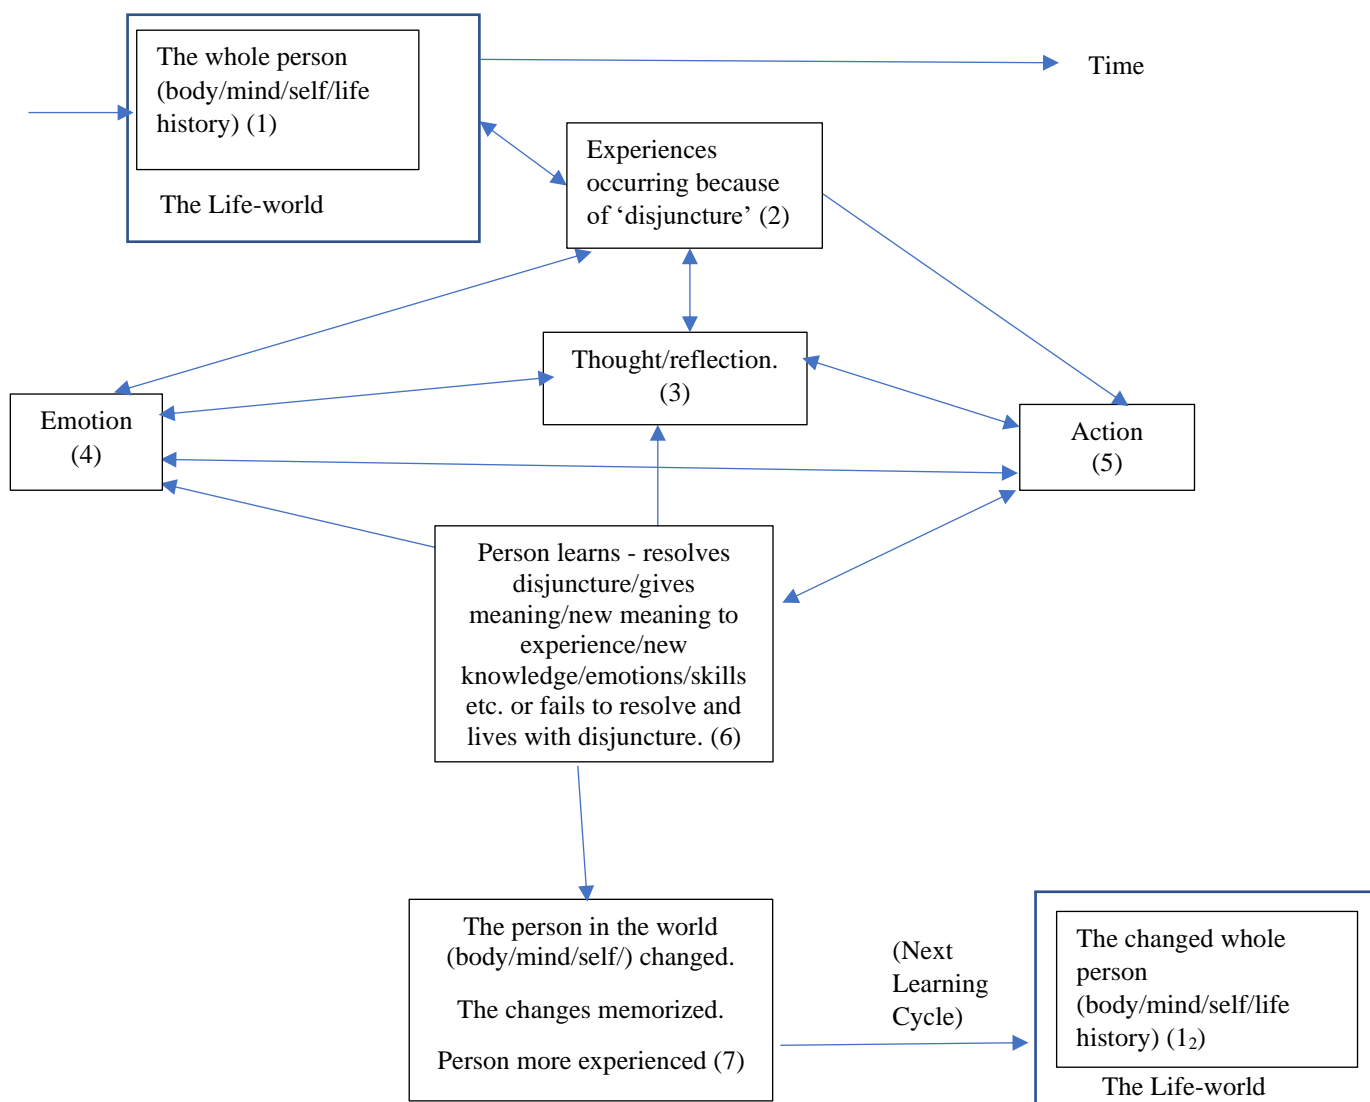 The whole person
(body/mind/self/life
history) (1)
The Life-world
Time
Experiences
occurring because
of ‘disjuncture’ (2)
Thought/reflection.
(3)
Emotion
(4)
Action
(5)
Person learns - resolves
disjuncture/gives
meaning/new meaning to
experience/new
knowledge/emotions/skills
etc. or fails to resolve and
lives with disjuncture. (6)
The person in the world
(body/mind/self/) changed.
The changes memorized.
Person more experienced (7)
(Next
Learning
Cycle)
The changed whole
person
(body/mind/self/life
history) (1₂)
The Life-world